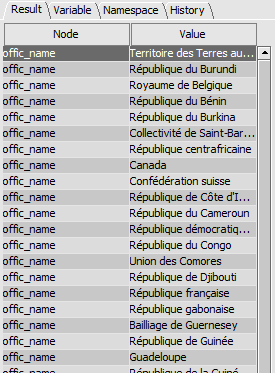 Result Variable Namespace History
Node Value
offic_name Territoire des Terres au...
offic_name République du Burundi
offic_name Royaume de Belgique
offic_name République du Bénin
offic_name République du Burkina
offic_name Collectivité de Saint-Bar...
offic_name République centrafricaine
offic_name Canada
offic_name Confédération suisse
offic_name République de Côte d'I...
offic_name République du Cameroun
offic_name République démocratiq...
offic_name République du Congo
offic_name Union des Comores
offic_name République de Djibouti
offic_name République française
offic_name République gabonaise
offic_name Bailliage de Guernesey
offic_name République de Guinée
offic_name Guadeloupe
offic_name République de la Guiné